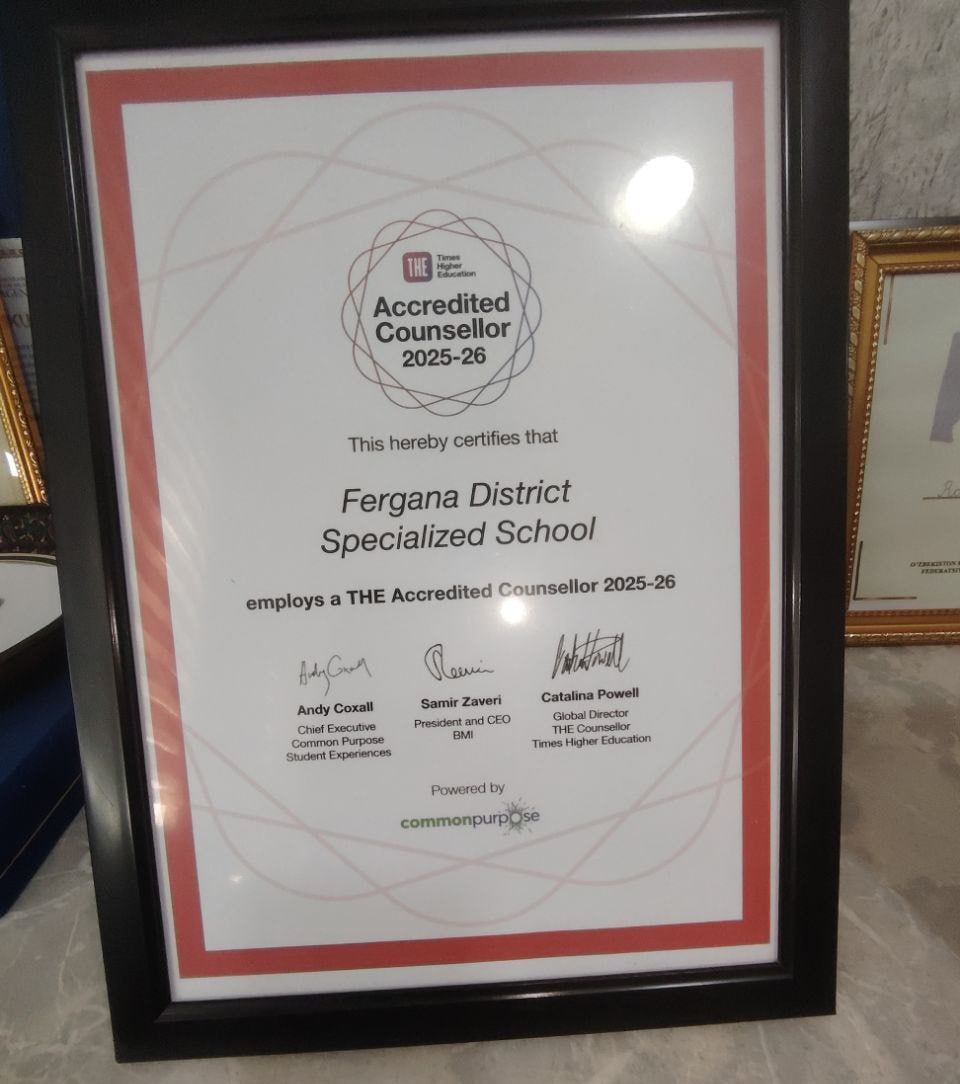 THE Times
Higher
Education
Accredited
Counsellor
2025-26
This hereby certifies that
Fergana District
Specialized School
employs a THE Accredited Counsellor 2025-26
Andy Coxall
Chief Executive
Common Purpose
Student Experiences
Samir Zaveri
President and CEO
BMI
Catalina Powell
Global Director
THE Counsellor
Times Higher Education
Powered by
commonpurpose